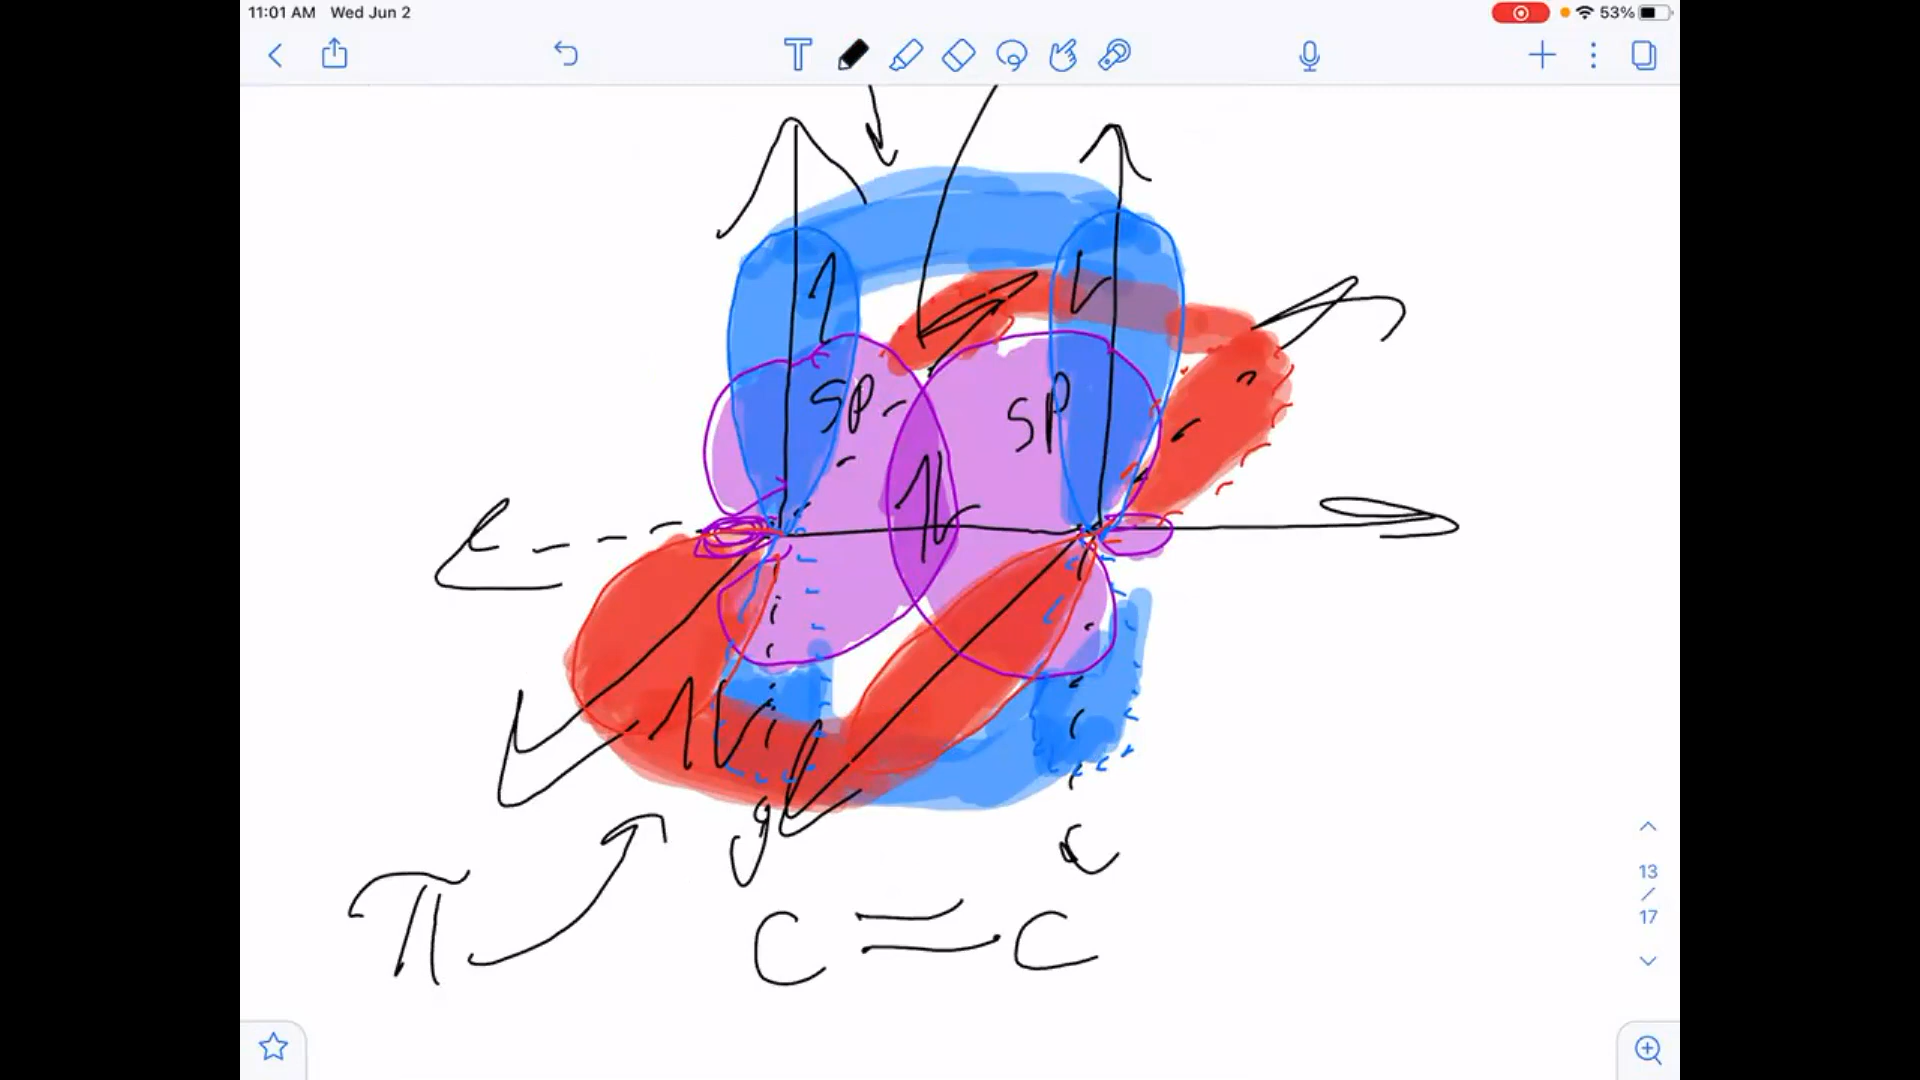 11:01 AM Wed Jun 2
53%
T
SP
SP
13
/
17
π
C = C